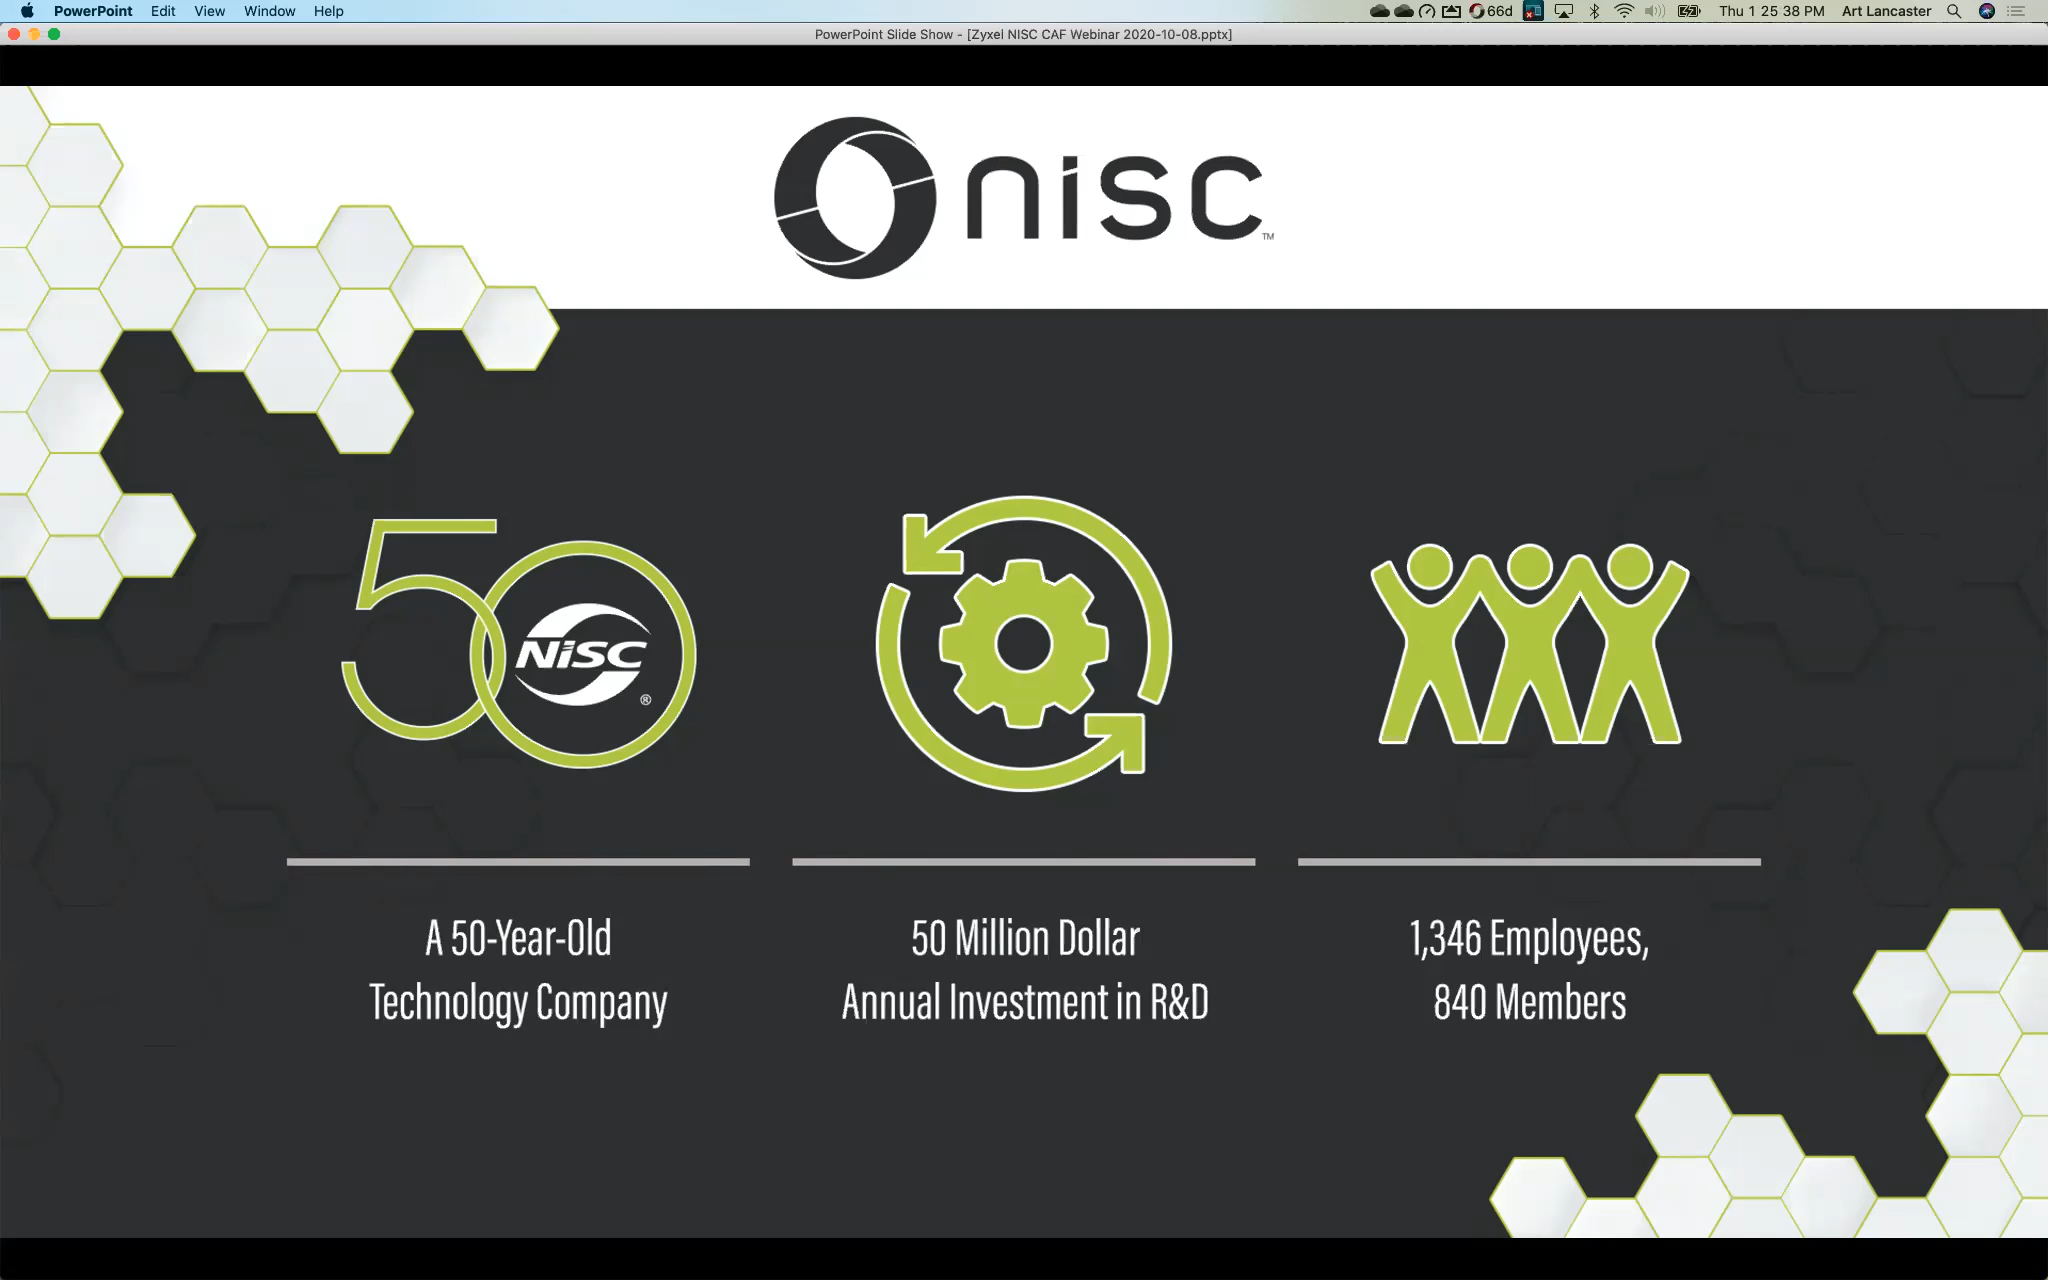 PowerPoint Edit View Window Help 66d Thu 1 25 38 PM Art Lancaster
PowerPoint Slide Show - [Zyxel NISC CAF Webinar 2020-10-08.pptx]
nisc™
50 NISC®
A 50-Year-Old
Technology Company
50 Million Dollar
Annual Investment in R&D
1,346 Employees,
840 Members